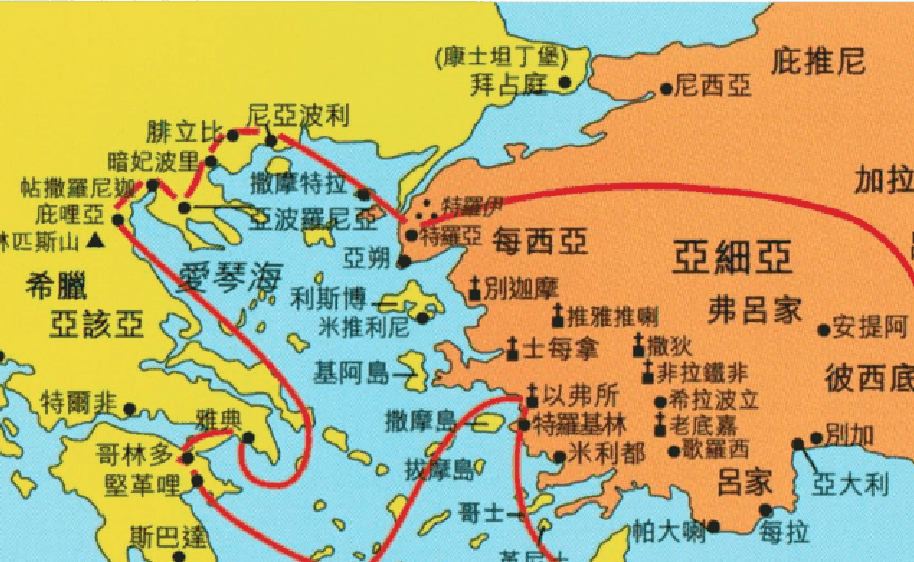 (康士坦丁堡)
拜占庭
庇推尼
尼西亞
尼亞波利
腓立比
暗妃波里
帖撒羅尼迦
撒摩特拉
亞波羅尼亞
庇哩亞
林匹斯山
加拉
特羅伊
特羅亞
每西亞
亞細亞
亞朔
愛琴海
希臘
亞該亞
別迦摩
利斯博
米推利尼
推雅推喇
弗呂家
安提阿
士每拿
撒狄
基阿島
非拉鐵非
彼西底
特爾非
以弗所
希拉波立
雅典
撒摩島
特羅基林
老底嘉
別加
哥林多
米利都
歌羅西
拔摩島
堅革哩
呂家
亞大利
哥士
斯巴達
帕大喇
每拉